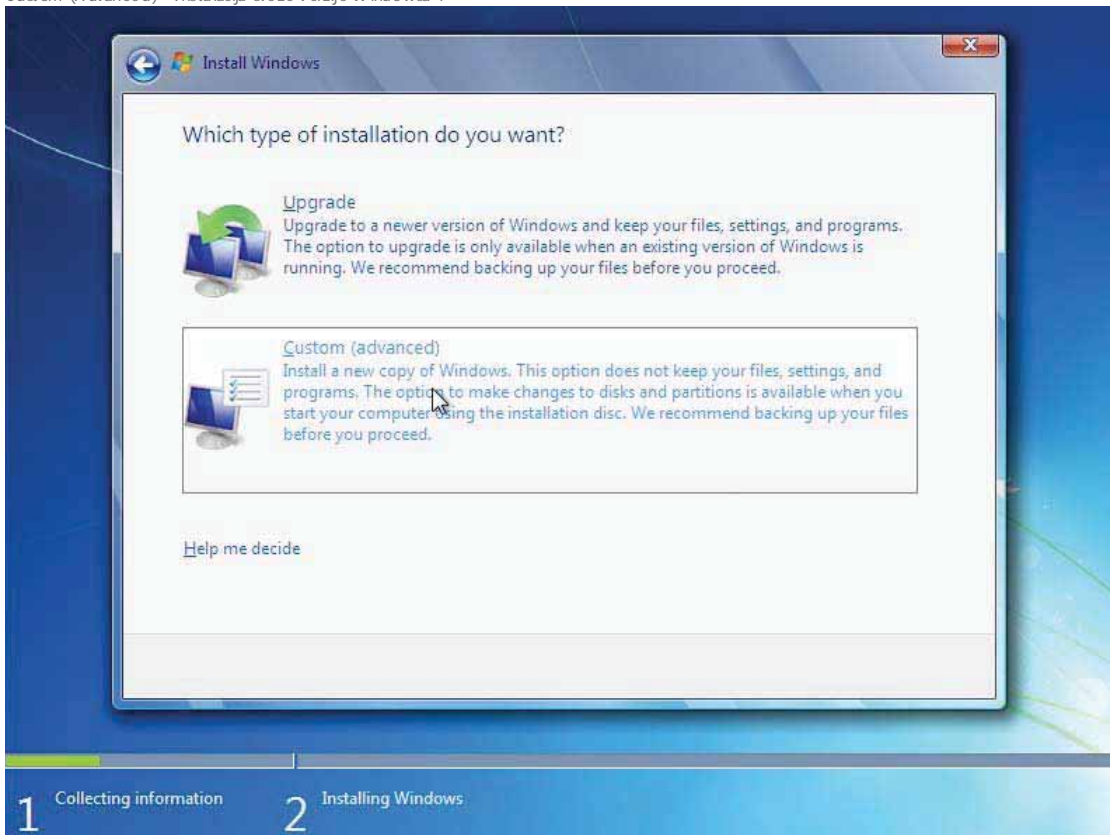 Install Windows
Which type of installation do you want?
Upgrade
Upgrade to a newer version of Windows and keep your files, settings, and programs.
The option to upgrade is only available when an existing version of Windows is
running. We recommend backing up your files before you proceed.
Custom (advanced)
Install a new copy of Windows. This option does not keep your files, settings, and
programs. The option to make changes to disks and partitions is available when you
start your computer using the installation disc. We recommend backing up your files
before you proceed.
Help me decide
1 Collecting information
2 Installing Windows